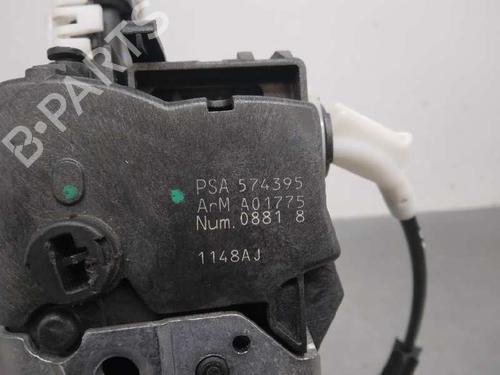 B-PARTS
PSA 574395
ArM A01775
Num. 0881 8
1148AJ